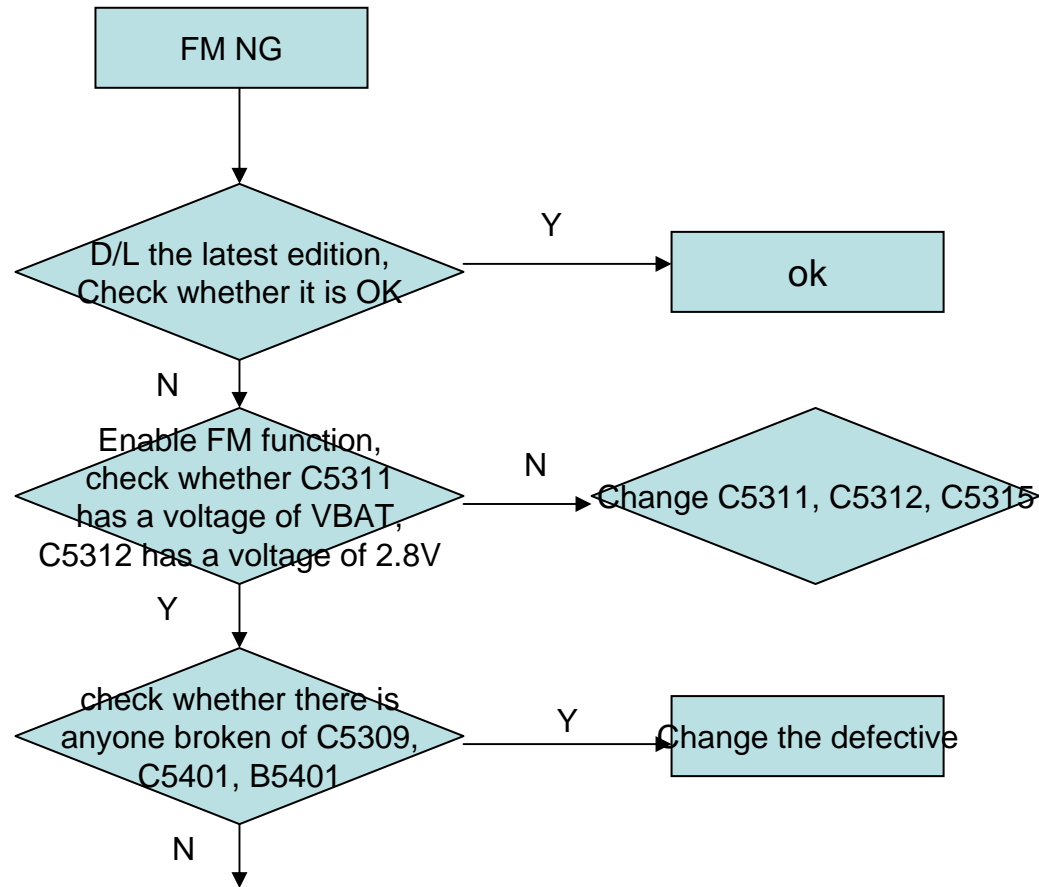 FM NG
D/L the latest edition,
Check whether it is OK
Y
ok
N
Enable FM function,
check whether C5311
has a voltage of VBAT,
C5312 has a voltage of 2.8V
N
Change C5311, C5312, C5315
Y
check whether there is
anyone broken of C5309,
C5401, B5401
Y
Change the defective
N